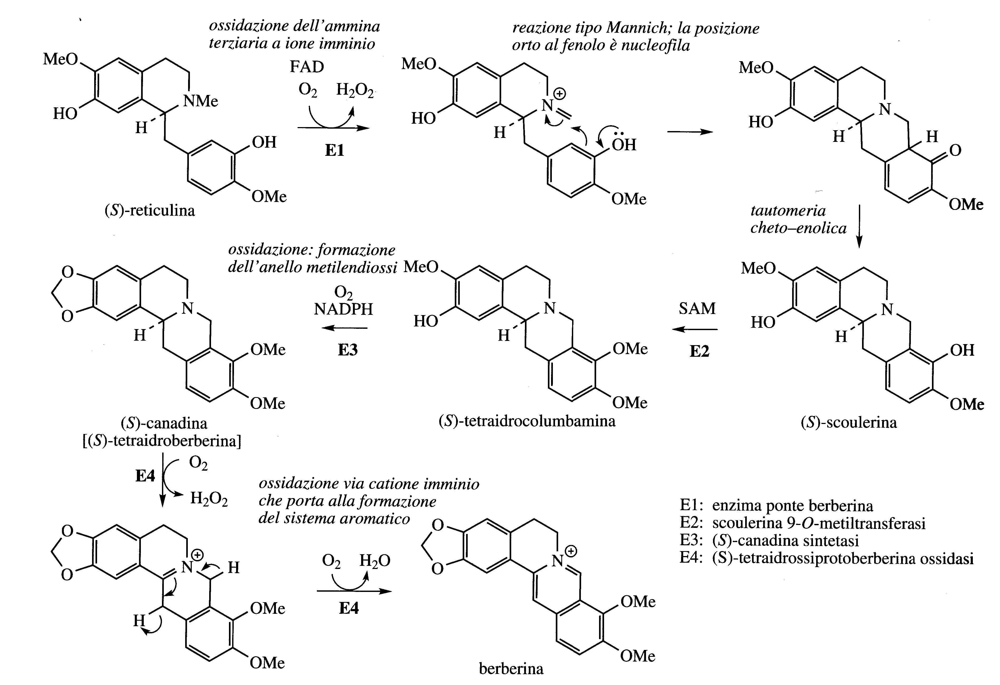 ossidazione dell'ammina
terziaria a ione imminio
FAD
O2 H2O2
E1
MeO
HO
H
NMe
OH
OMe
(S)-reticulina
reazione tipo Mannich; la posizione
orto al fenolo è nucleofila
MeO
HO
H
N
+
OH
OMe
MeO
HO
H
N
H
O
OMe
tautomeria
cheto–enolica
MeO
HO
H
N
OH
OMe
(S)-scoulerina
SAM
E2
MeO
HO
H
N
OMe
OMe
(S)-tetraidrocolumbamina
ossidazione: formazione
dell'anello metilendiossi
O2
NADPH
E3
O
O
H
N
OMe
OMe
(S)-canadina
[(S)-tetraidroberberina]
O2
E4
H2O2
ossidazione via catione imminio
che porta alla formazione
del sistema aromatico
O
O
N
+
H
H
OMe
OMe
O2 H2O
E4
O
O
N
+
OMe
OMe
berberina
E1: enzima ponte berberina
E2: scoulerina 9-O-metiltransferasi
E3: (S)-canadina sintetasi
E4: (S)-tetraidrossiprotoberberina ossidasi